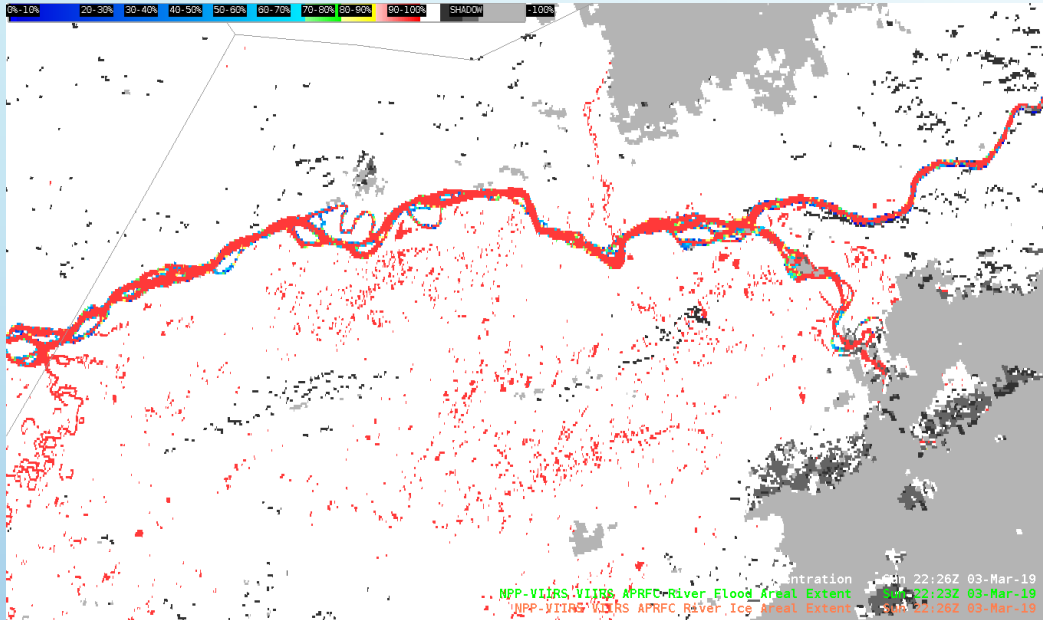 0%-10% 20-30% 30-40% 40-50% 50-60% 60-70% 70-80% 80-90% 90-100% SHADOW -100%
Sun 22:26Z 03-Mar-19
NPP-VIIRS VIIRS APRFC River Flood Areal Extent Sun 22:23Z 03-Mar-19
NPP-VIIRS VIIRS APRFC River Ice Areal Extent Sun 22:26Z 03-Mar-19